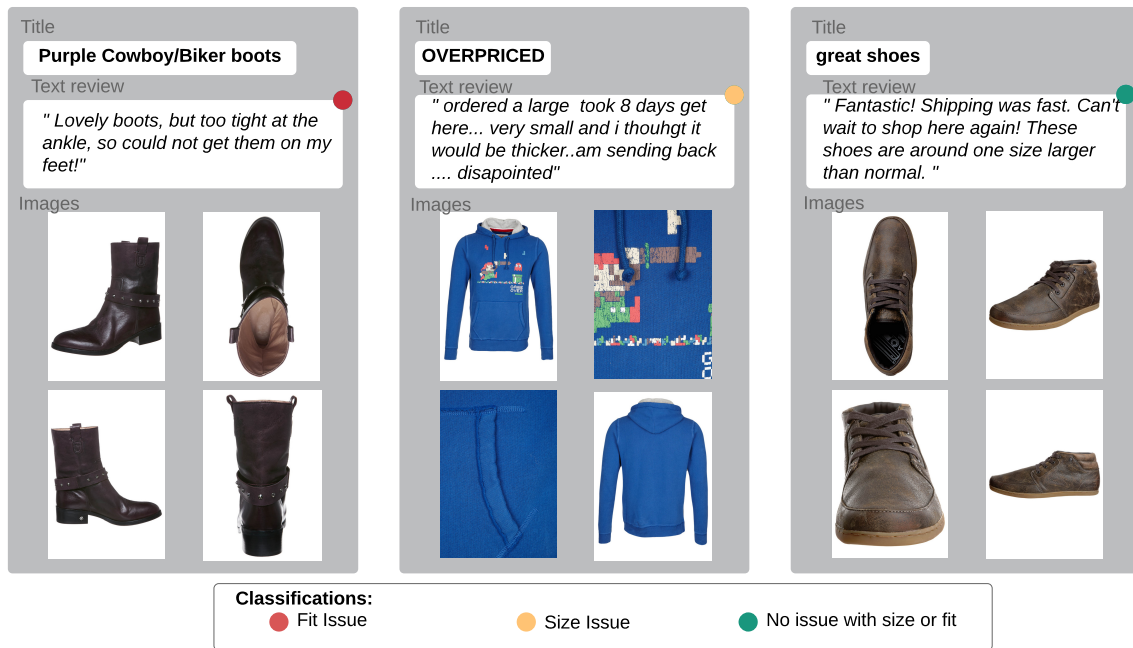 Title
Purple Cowboy/Biker boots
Text review
" Lovely boots, but too tight at the
ankle, so could not get them on my
feet!"
Images
Title
OVERPRICED
Text review
" ordered a large  took 8 days get
here... very small and i thouhgt it
would be thicker..am sending back
.... disapointed"
Images
Title
great shoes
Text review
" Fantastic! Shipping was fast. Can't
wait to shop here again! These
shoes are around one size larger
than normal. "
Images
Classifications:
Fit Issue
Size Issue
No issue with size or fit